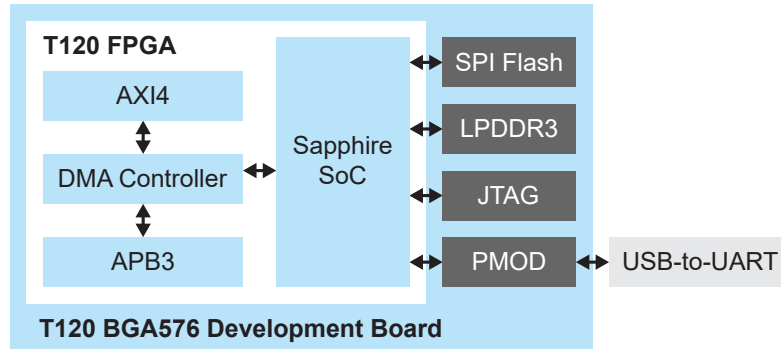 T120 FPGA
AXI4
DMA Controller
APB3
Sapphire
SoC
SPI Flash
LPDDR3
JTAG
PMOD
USB-to-UART
T120 BGA576 Development Board